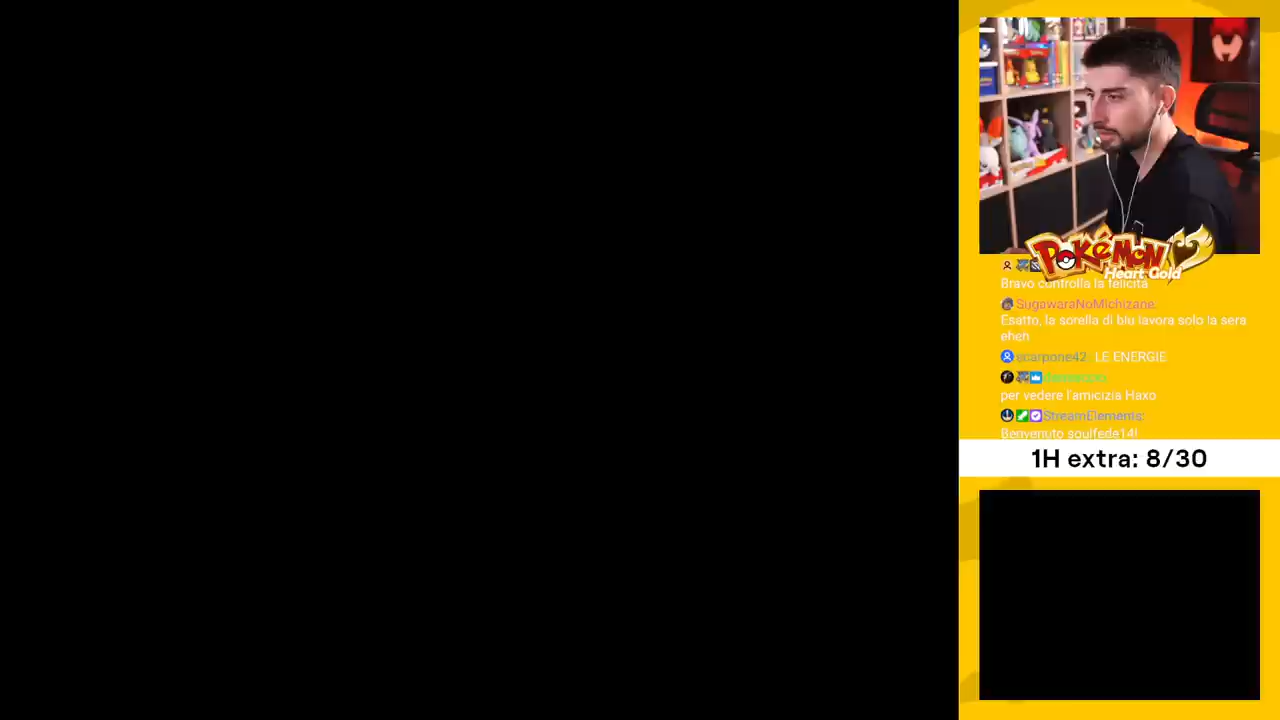 POKéMON
Heart Gold
Bravo controlla la felicità
SugawaraNoMichizane:
Esatto, la sorella di blu lavora solo la sera
ehen
scarpone42: LE ENERGIE
per vedere l'amicizia Haxo
StreamElements:
Benvenuto soulfede14!
1H extra: 8/30